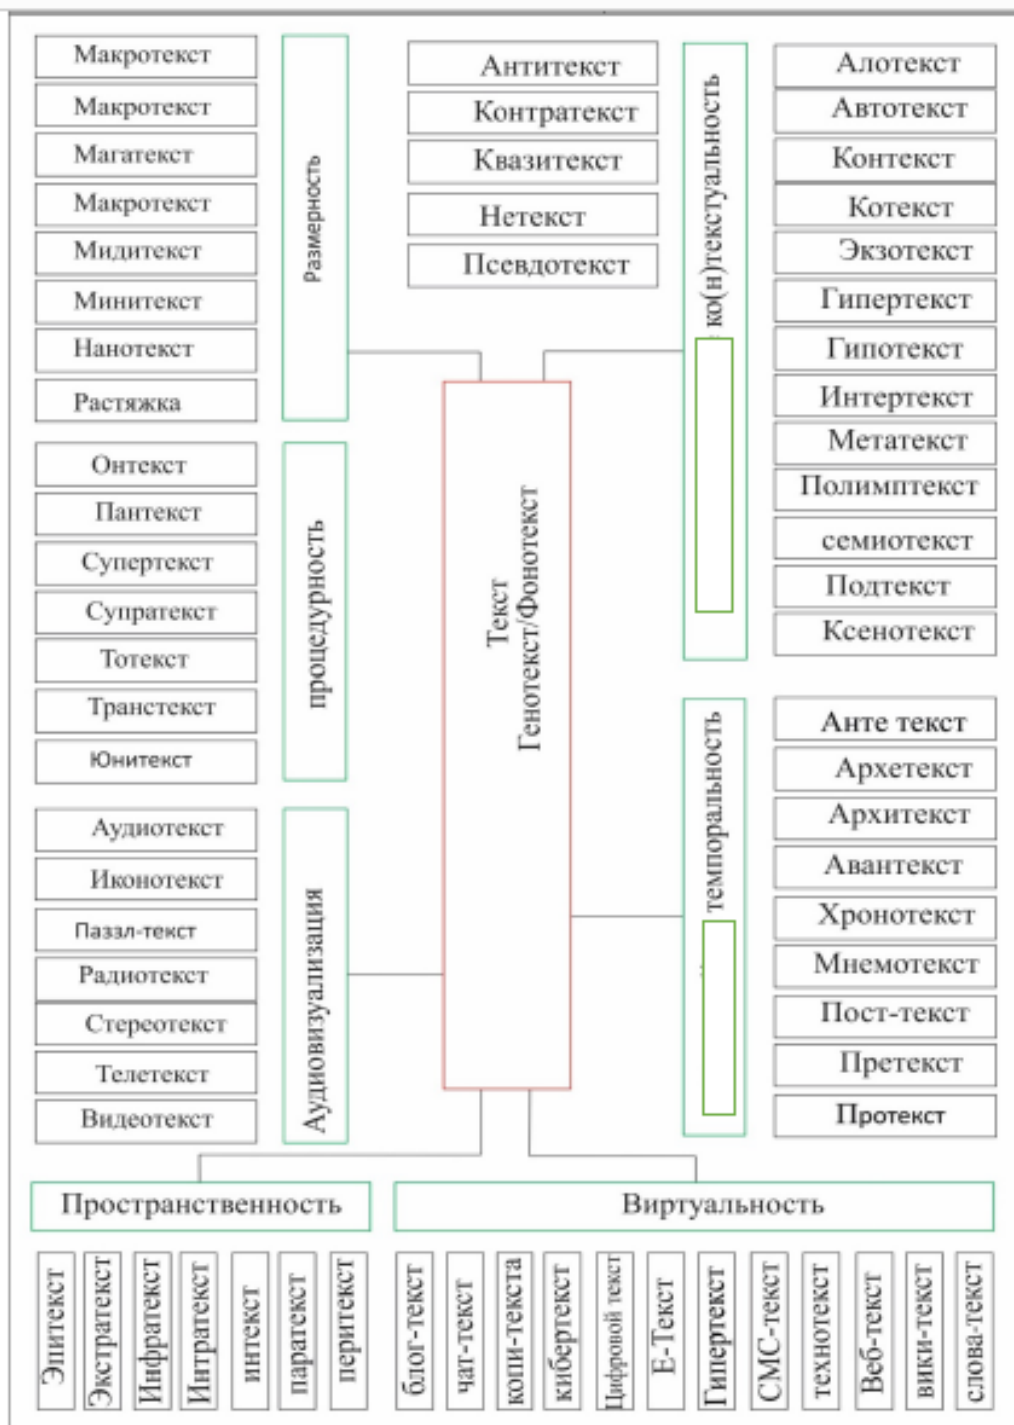 Макротекст
Макротекст
Магатекст
Макротекст
Мидитекст
Минитекст
Нанотекст
Растяжка
Размерность
Антитекст
Контратекст
Квазитекст
Нетекст
Псевдотекст
ко(н)текстуальность
Алотекст
Автотекст
Контекст
Котекст
Экзотекст
Гипертекст
Гипотекст
Интертекст
Метатекст
Полимптекст
семиотекст
Подтекст
Ксенотекст
Онтекст
Пантекст
Супертекст
Супратекст
Тотекст
Транстекст
Юнитекст
процедурность
Текст
Генотекст/Фонотекст
темпоральность
Анте текст
Архетекст
Архитекст
Авантекст
Хронотекст
Мнемотекст
Пост-текст
Претекст
Протекст
Аудиотекст
Иконотекст
Паззл-текст
Радиотекст
Стереотекст
Телетекст
Видеотекст
Аудиовизуализация
Пространственность
Виртуальность
Эпитекст
Экстратекст
Инфратекст
Интратекст
интекст
паратекст
перитекст
блог-текст
чат-текст
копи-текста
кибертекст
Цифровой текст
Е-Текст
Гипертекст
СМС-текст
технотекст
Веб-текст
вики-текст
слова-текст